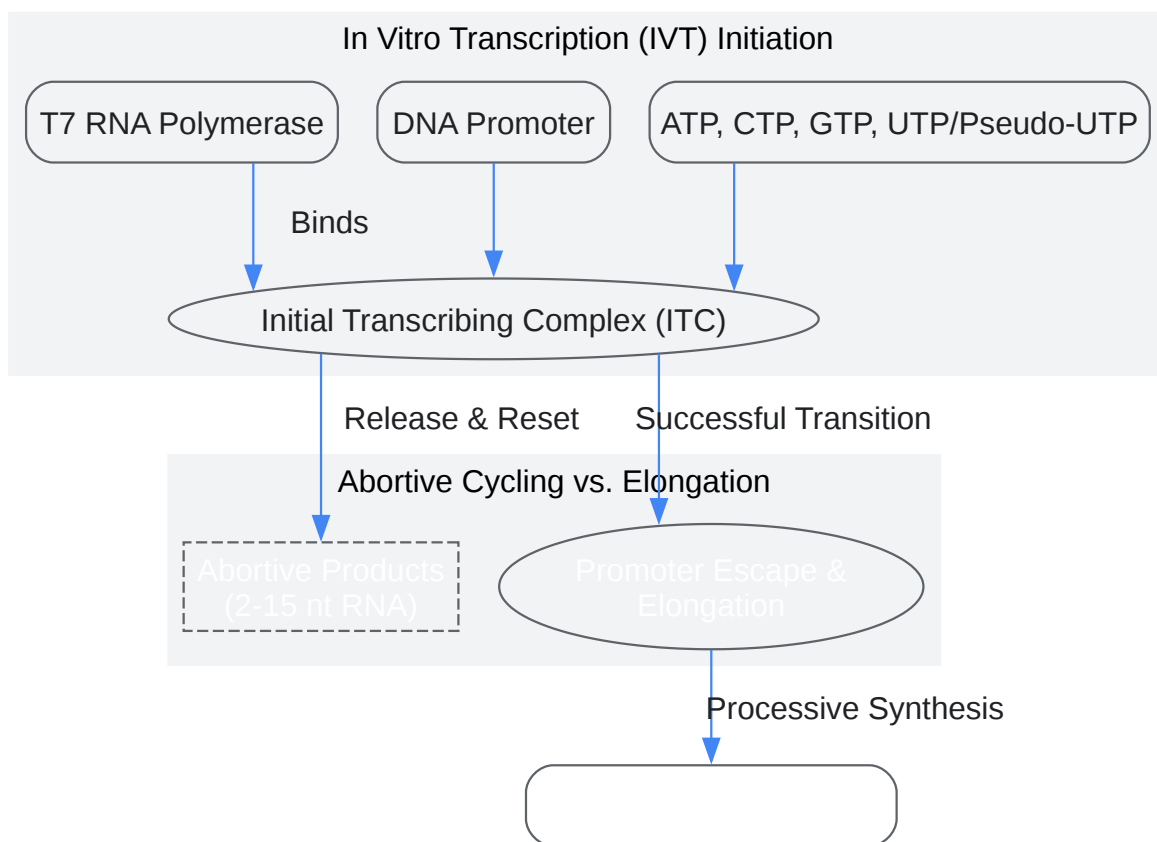 In Vitro Transcription (IVT) Initiation
T7 RNA Polymerase
DNA Promoter
ATP, CTP, GTP, UTP/Pseudo-UTP
Binds
Initial Transcribing Complex (ITC)
Release & Reset
Successful Transition
Abortive Cycling vs. Elongation
Abortive Products
(2-15 nt RNA)
Promoter Escape &
Elongation
Processive Synthesis